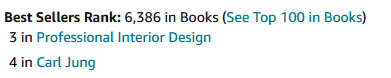 Best Sellers Rank: 6,386 in Books (See Top 100 in Books)
3 in Professional Interior Design
4 in Carl Jung